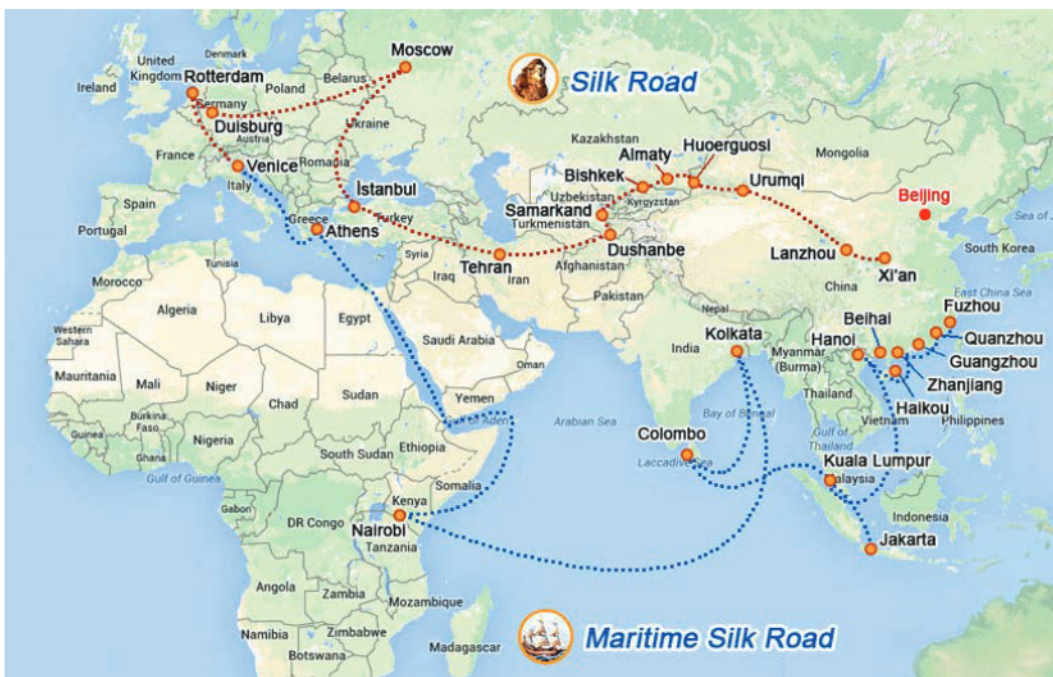 Moscow
Silk Road
Denmark
United
Kingdom
Ireland
Rotterdam
Belarus
Poland
Germany
Duisburg
Ukraine
Kazakhstan
Mongolia
Huoerguosi
Almaty
Bishkek
Urumqi
Austria
France
Venice
Romania
Italy
İstanbul
Uzbekistan
Kyrgyzstan
Samarkand
Turkmenistan
Beijing
Spain
Portugal
Greece
Turkey
Athens
Dushanbe
Lanzhou
Xi'an
South Korea
Sea of
Tehran
Syria
Iraq
Iran
Afghanistan
China
Tunisia
Morocco
Pakistan
East China Sea
Nepal
Fuzhou
Algeria
Libya
Egypt
Western
Sahara
Saudi Arabia
Kolkata
Hanoi
Beihai
Quanzhou
India
Myanmar
(Burma)
Guangzhou
Oman
Mauritania
Mali
Niger
Chad
Sudan
Yemen
Thailand
Zhanjiang
Haikou
Vietnam
Philippines
Burkina
Faso
Guinea
Nigeria
Gulf of Aden
Arabian Sea
Bay of Bengal
Gulf of
Thailand
Ghana
Ethiopia
South Sudan
Colombo
Laccadive Sea
Gulf of Guinea
Somalia
Kuala Lumpur
Malaysia
Kenya
Gabon
DR Congo
Nairobi
Indonesia
Tanzania
Jakarta
Angola
Zambia
Mozambique
Namibia
Zimbabwe
Botswana
Madagascar
Maritime Silk Road